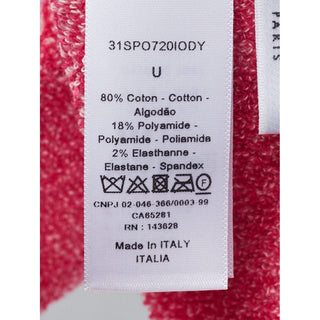 31SPO720IODY
U
80% Coton - Cotton -
Algodão
18% Polyamide -
Polyamide - Poliamida
2% Elasthanne -
Elastane - Spandex
CNPJ 02-046-366/0003-99
CA65281
RN : 143628
Made in ITALY
ITALIA
PARIS